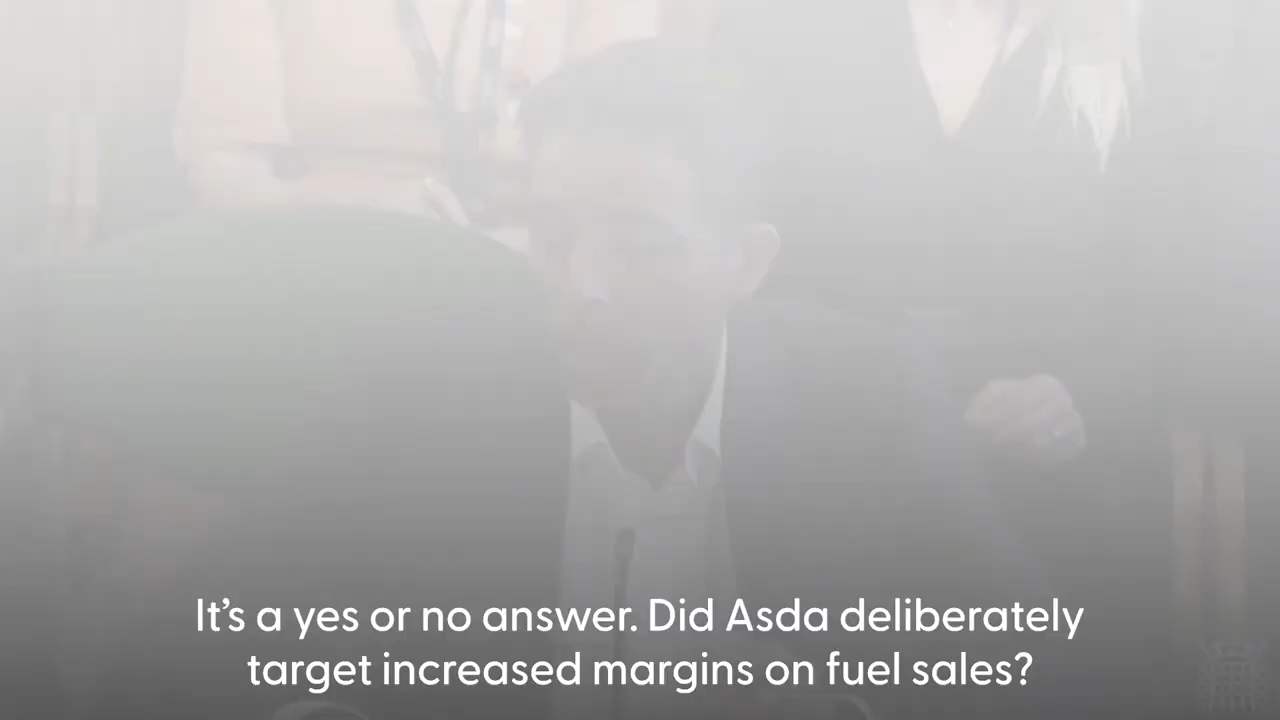 It’s a yes or no answer. Did Asda deliberately
target increased margins on fuel sales?